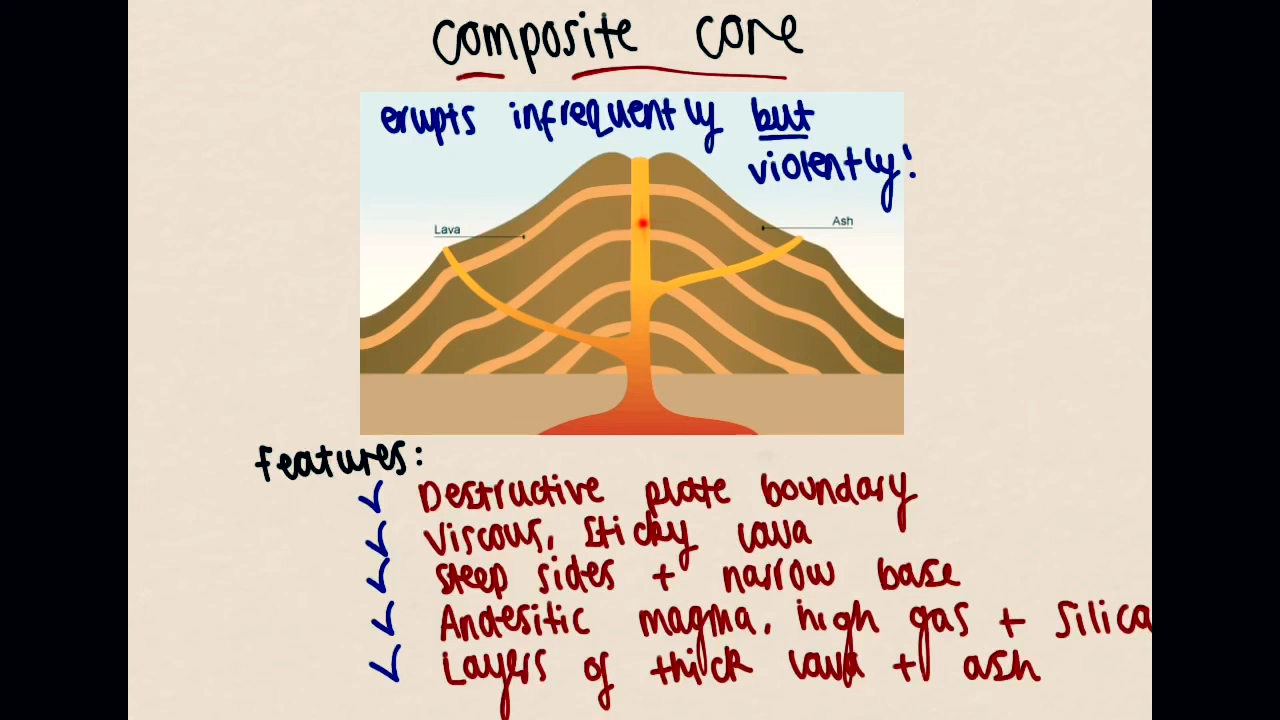 composite cone
erupts infrequently but
violently!
Lava
Ash
features:
Destructive plate boundary
Viscous, sticky lava
steep sides + narrow base
Andesitic magma, high gas + silica
Layers of thick lava + ash